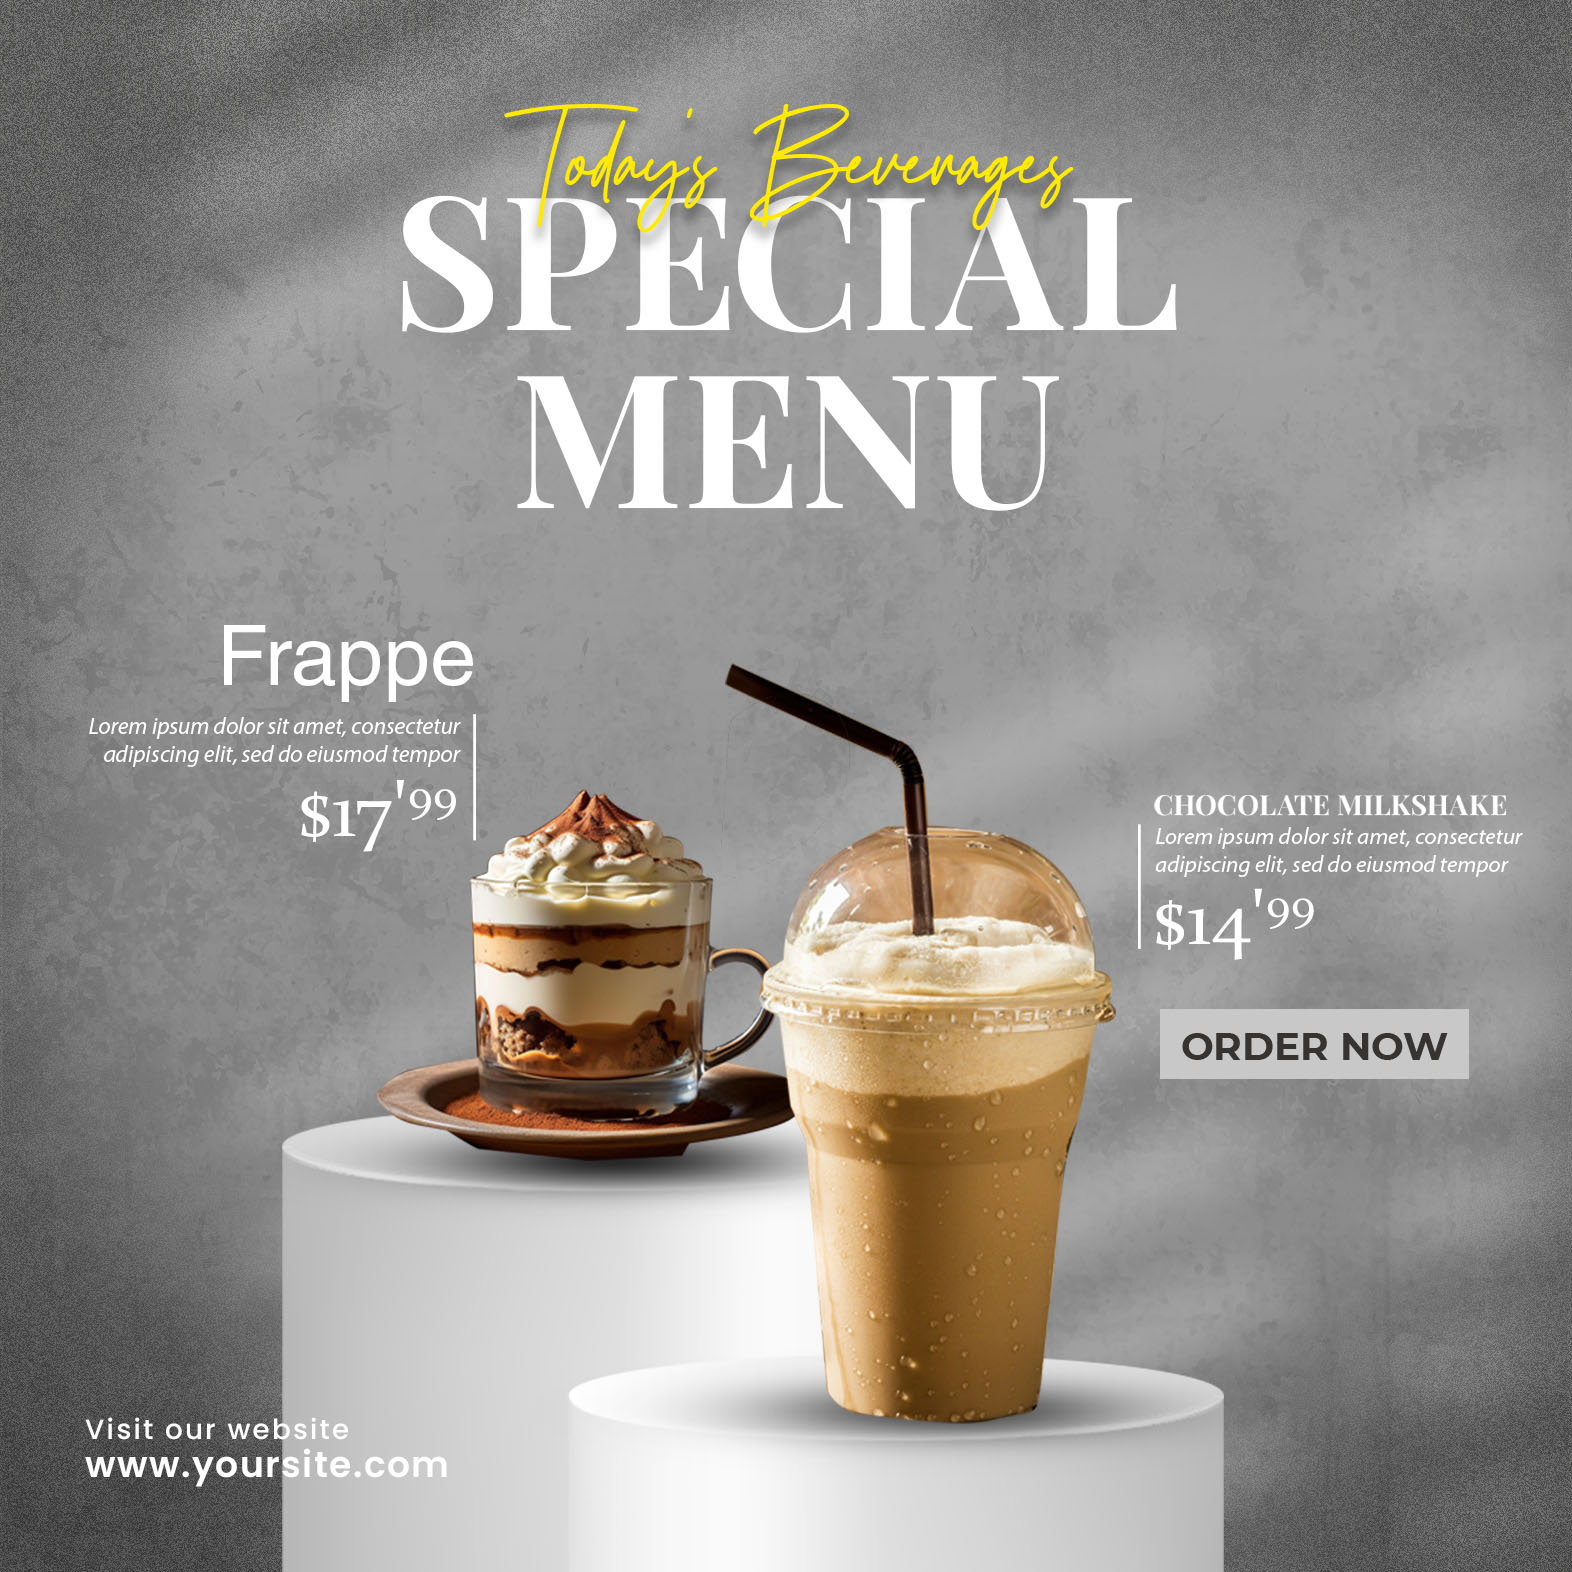 Today's Beverages
SPECIAL
MENU
Frappe
Lorem ipsum dolor sit amet, consectetur
adipiscing elit, sed do eiusmod tempor
$17'99
CHOCOLATE MILKSHAKE
Lorem ipsum dolor sit amet, consectetur
adipiscing elit, sed do eiusmod tempor
$14'99
ORDER NOW
Visit our website
www.yoursite.com